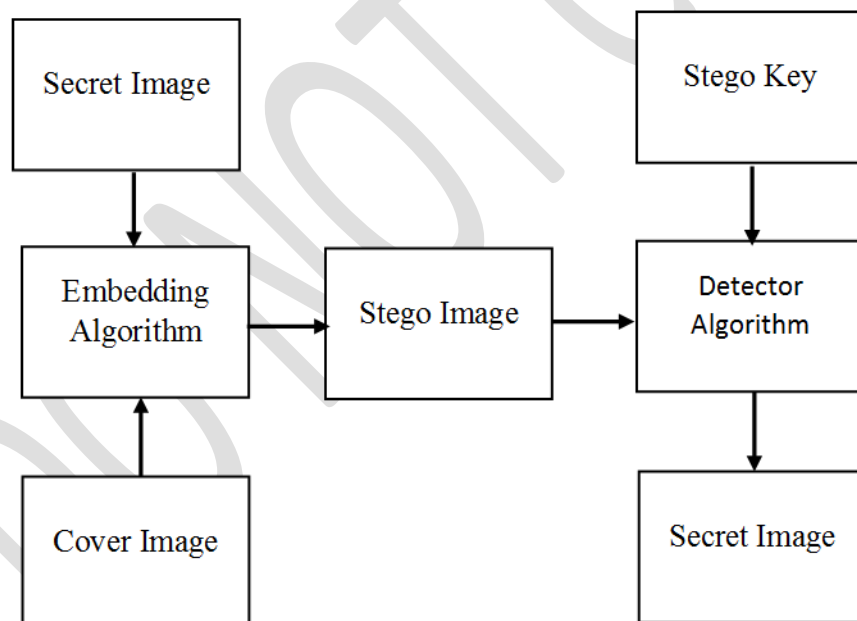 Secret Image
Stego Key
Embedding
Algorithm
Stego Image
Detector
Algorithm
Cover Image
Secret Image